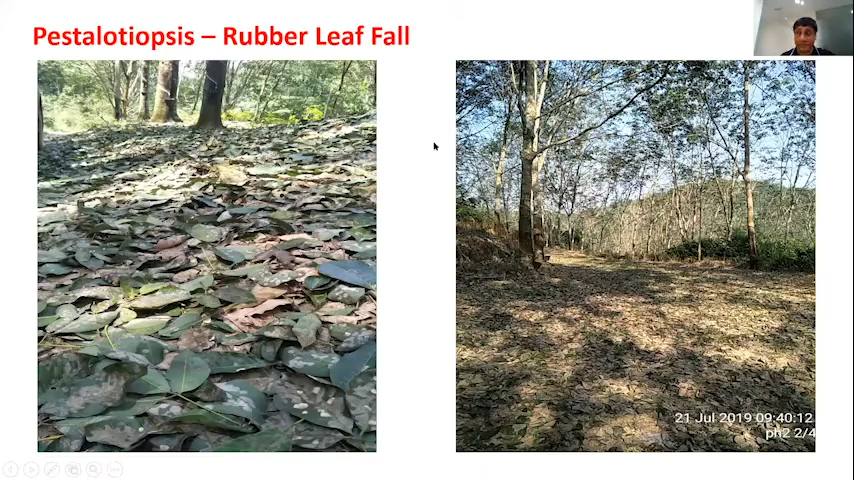 Pestalotiopsis – Rubber Leaf Fall
21 Jul 2019 09:40:12
ph2 2/4